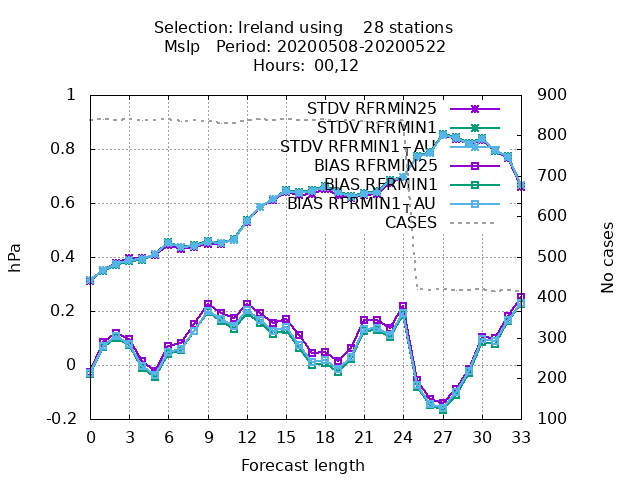 Selection: Ireland using    28 stations
Mslp   Period: 20200508-20200522
Hours:  00,12
1
0.8
0.6
0.4
0.2
0
-0.2
hPa
900
800
700
600
500
400
300
200
100
No cases
STDV RFRMIN25
STDV RFRMIN1
STDV RFRMIN1_AU
BIAS RFRMIN25
BIAS RFRMIN1
BIAS RFRMIN1_AU
CASES
0 3 6 9 12 15 18 21 24 27 30 33
Forecast length